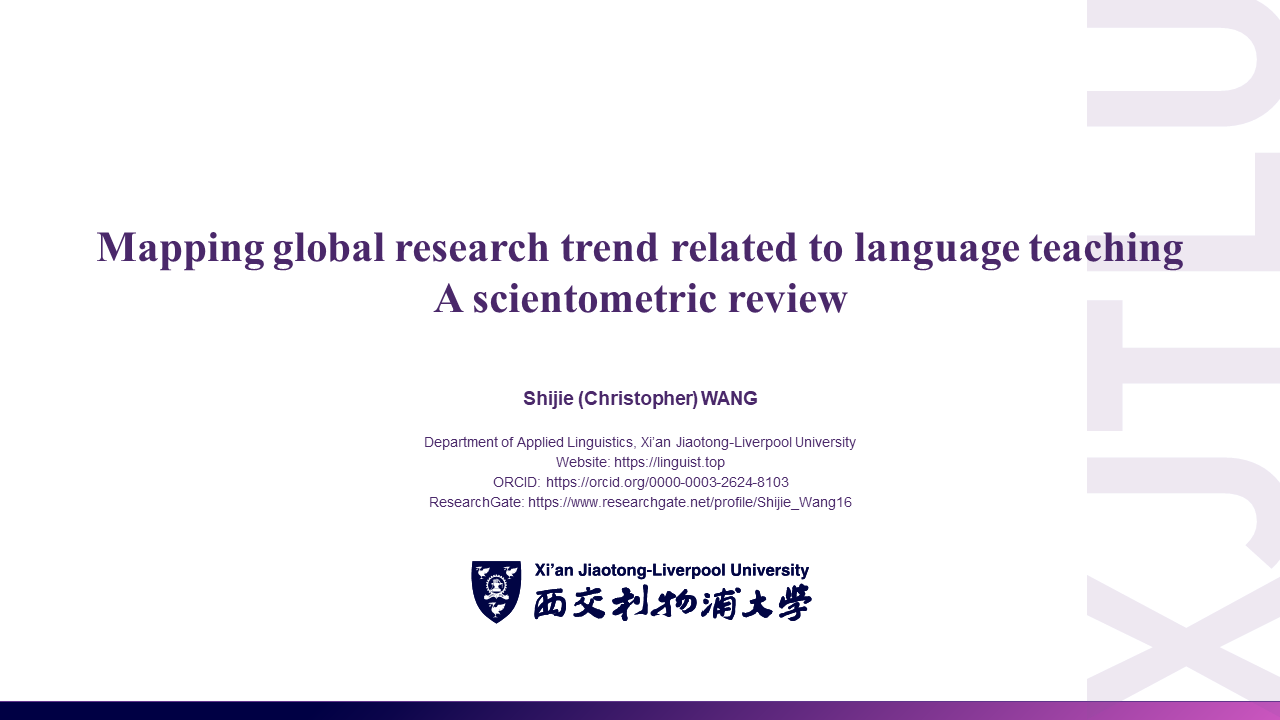 Mapping global research trend related to language teaching
A scientometric review
Shijie (Christopher) WANG
Department of Applied Linguistics, Xi’an Jiaotong-Liverpool University
Website: https://linguist.top
ORCID: https://orcid.org/0000-0003-2624-8103
ResearchGate: https://www.researchgate.net/profile/Shijie_Wang16
Xi’an Jiaotong-Liverpool University
西交利物浦大學
XJTLU